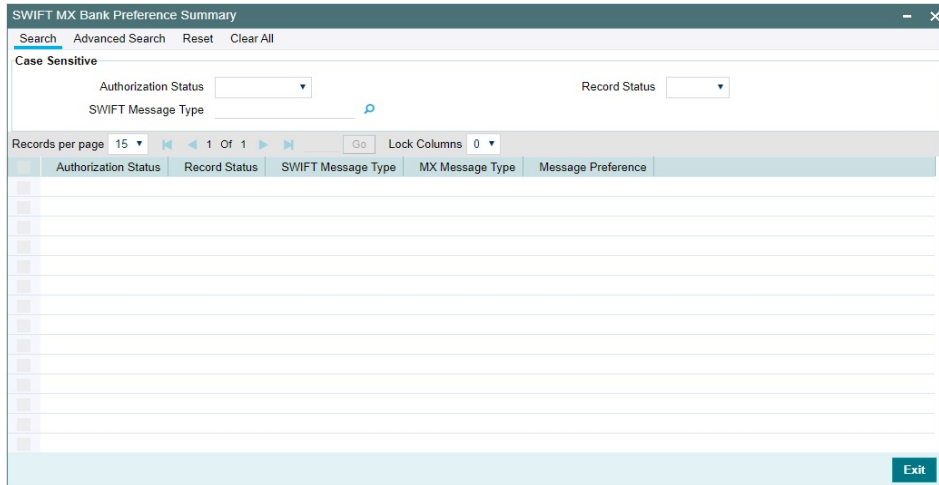 SWIFT MX Bank Preference Summary
Search Advanced Search Reset Clear All
Case Sensitive
Authorization Status Record Status
SWIFT Message Type
Records per page 15 1 Of 1 Go Lock Columns 0
Authorization Status Record Status SWIFT Message Type MX Message Type Message Preference
Exit